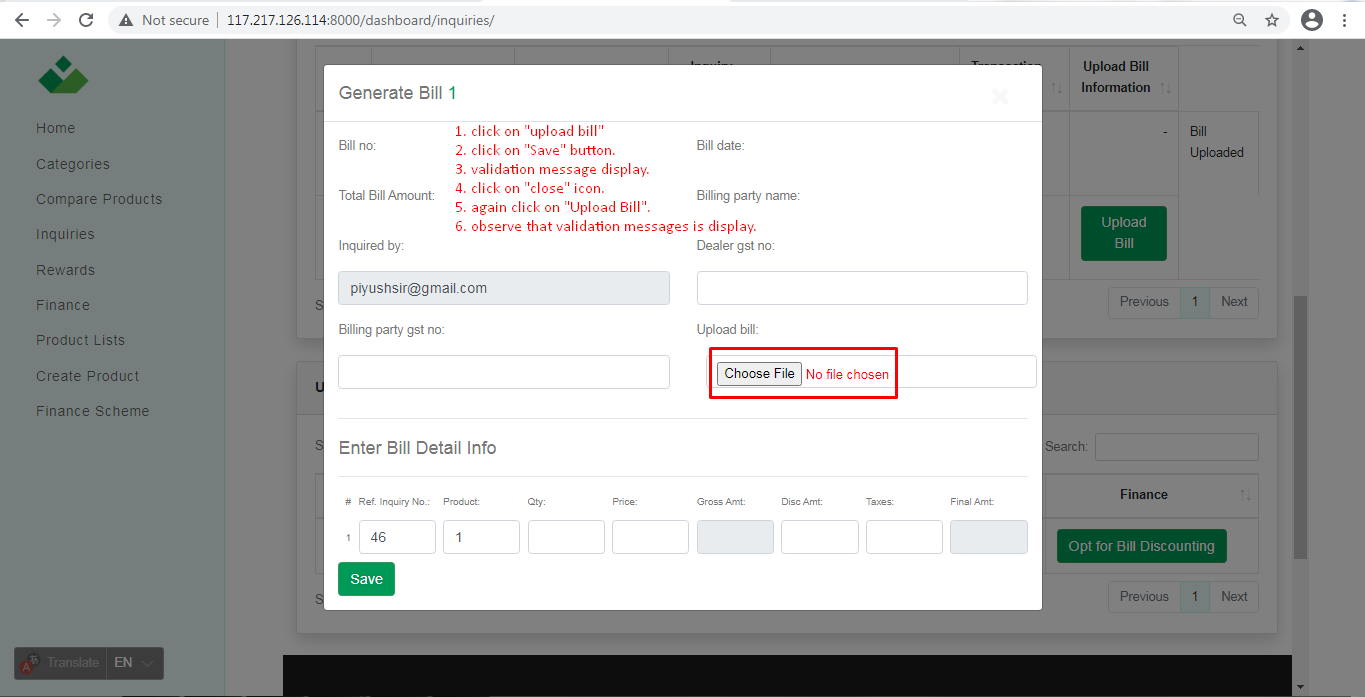 Not secure
117.217.126.114:8000/dashboard/inquiries/
Home
Categories
Compare Products
Inquiries
Rewards
Finance
Product Lists
Create Product
Finance Scheme
Translate
EN
Upload Bill Information
-
Bill Uploaded
Upload Bill
Previous 1 Next
Generate Bill 1
1. click on "upload bill"
2. click on "Save" button.
3. validation message display.
4. click on "close" icon.
5. again click on "Upload Bill".
6. observe that validation messages is display.
Bill no:
Bill date:
Total Bill Amount:
Billing party name:
Inquired by:
Dealer gst no:
piyushsir@gmail.com
Billing party gst no:
Upload bill:
Choose File No file chosen
Enter Bill Detail Info
# Ref. Inquiry No.: Product: Qty: Price: Gross Amt: Disc Amt: Taxes: Final Amt:
1 46 1
Save
Search:
Finance
Opt for Bill Discounting
Previous 1 Next